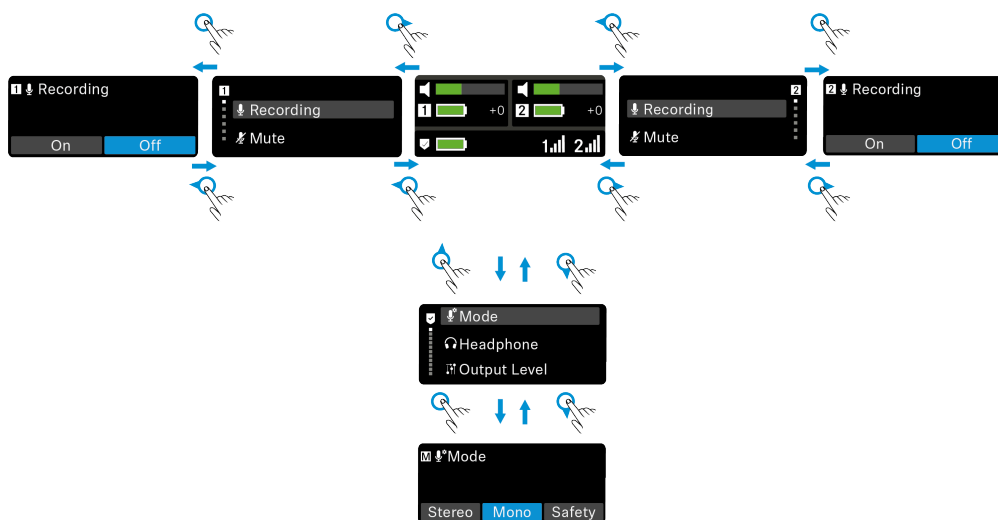 1 Recording
On Off
1
Recording
Mute
1 +0
2 +0
1 2
2
Recording
Mute
2 Recording
On Off
Mode
Headphone
Output Level
M Mode
Stereo Mono Safety